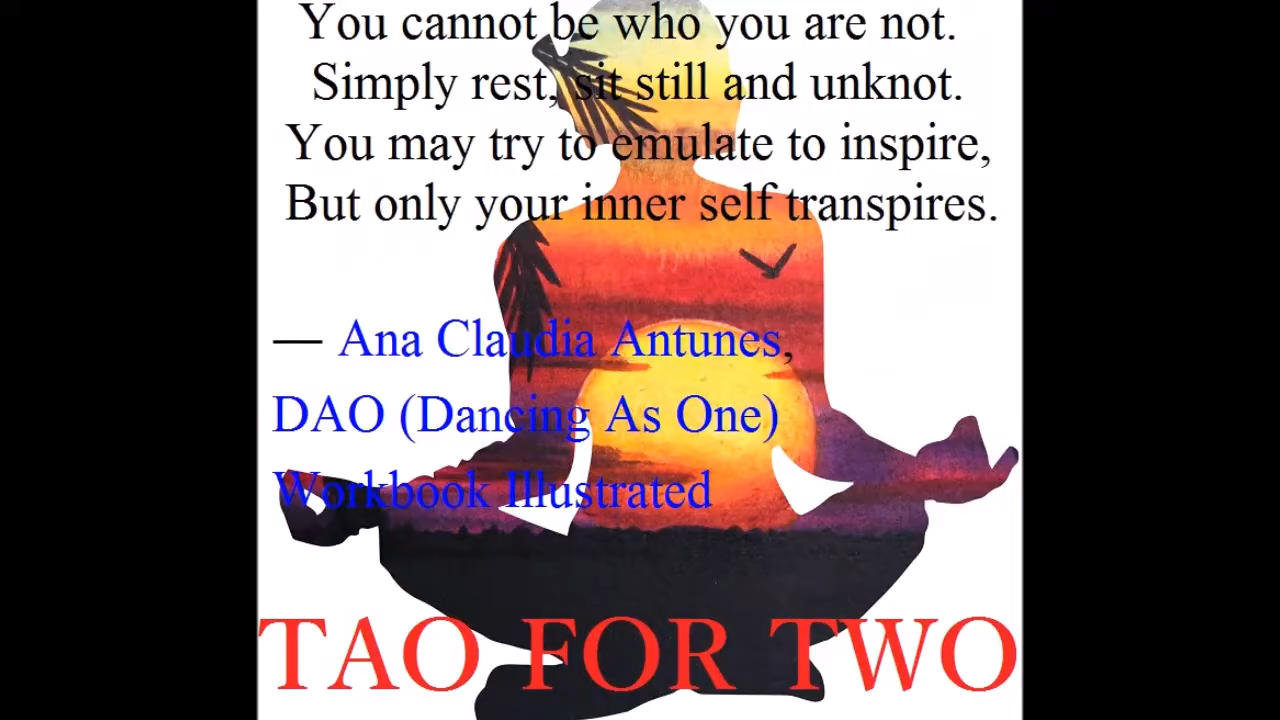 You cannot be who you are not.
Simply rest, sit still and unknot.
You may try to emulate to inspire,
But only your inner self transpires.
― Ana Claudia Antunes,
DAO (Dancing As One)
Workbook Illustrated
TAO FOR TWO